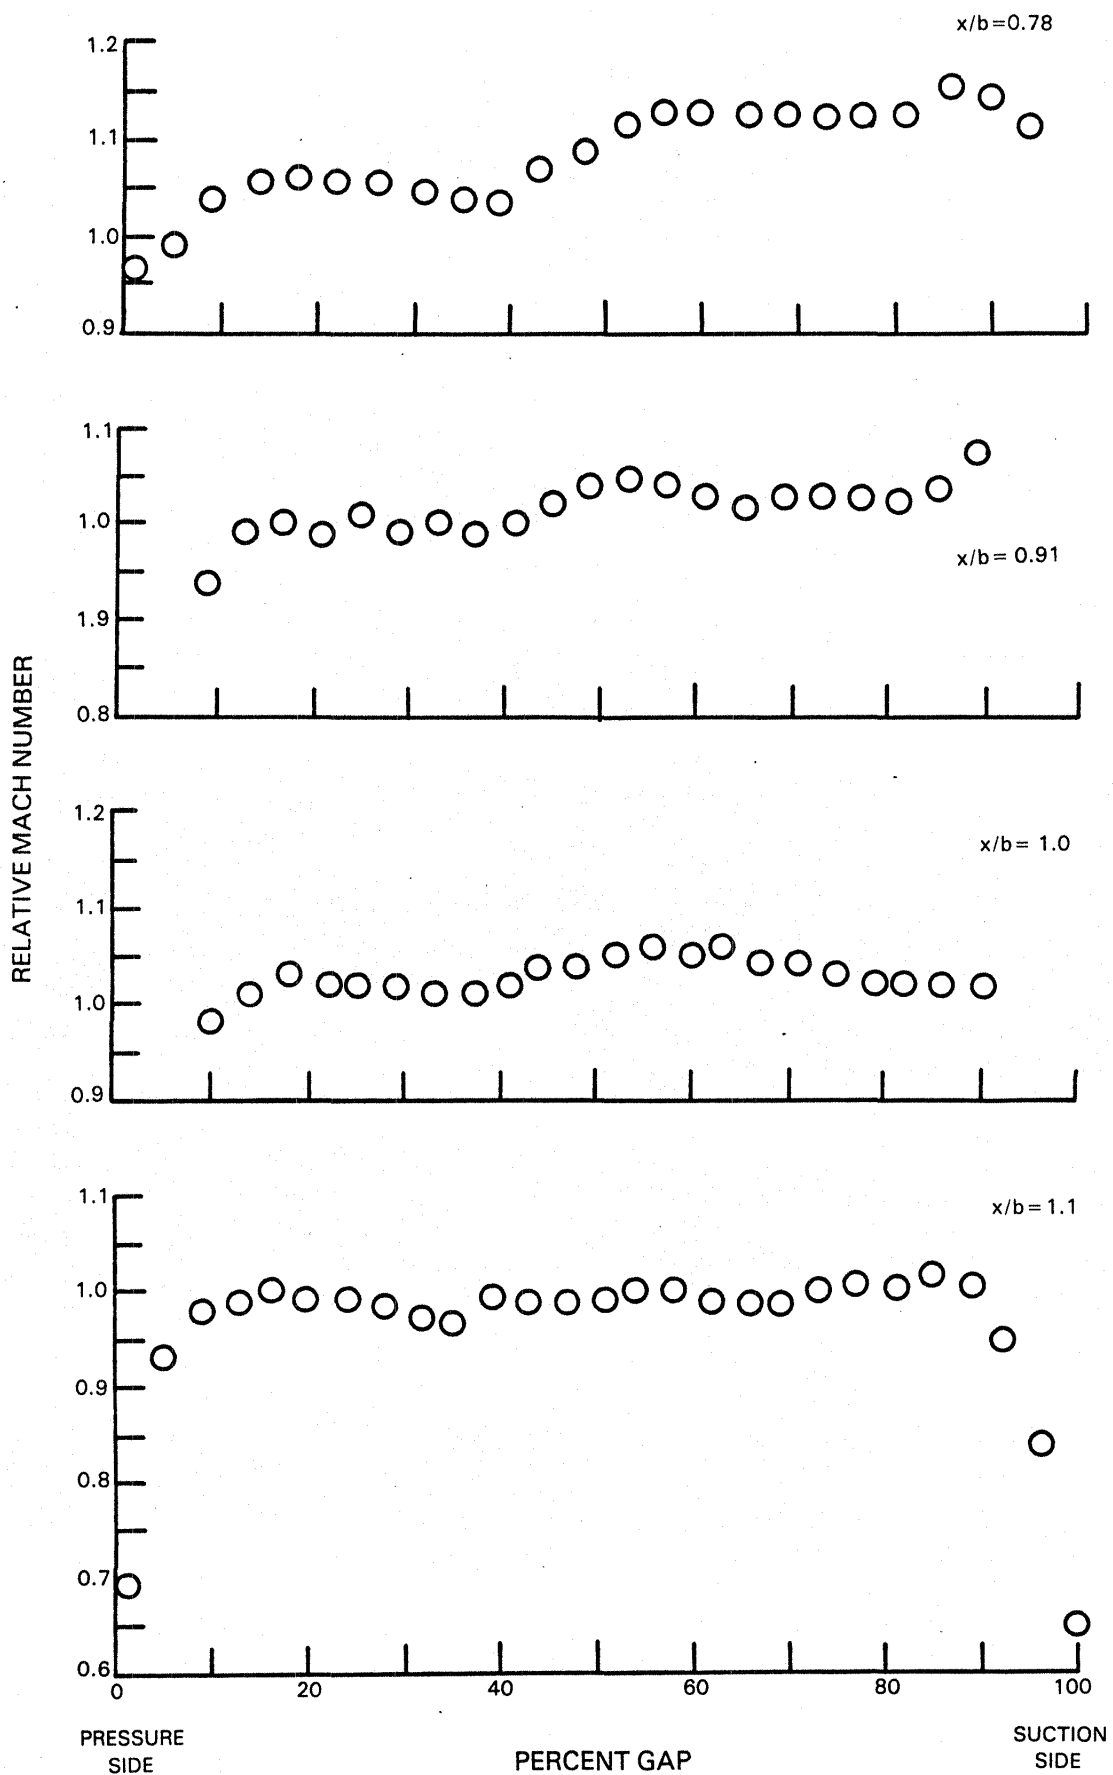 x/b=0.78
1.2
1.1
1.0
0.9
1.1
1.0
x/b= 0.91
1.9
0.8
RELATIVE MACH NUMBER
1.2
x/b= 1.0
1.1
1.0
0.9
1.1
x/b=1.1
1.0
0.9
0.8
0.7
0.6
0 20 40 60 80 100
PRESSURE
SIDE
PERCENT GAP
SUCTION
SIDE